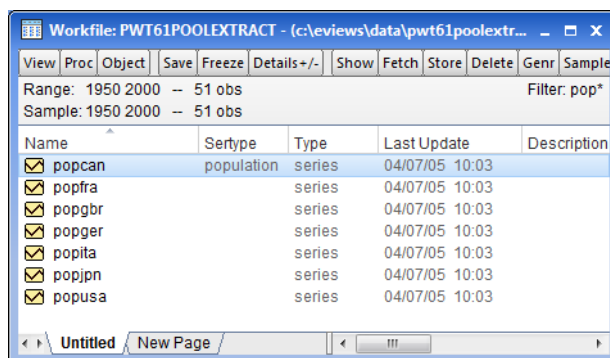 Workfile: PWT61POOLEXTRACT - (c:\eviews\data\pwt61poolextr...
View Proc Object Save Freeze Details+/- Show Fetch Store Delete Genr Sample
Range: 1950 2000 -- 51 obs Filter: pop*
Sample: 1950 2000 -- 51 obs
Name Sertype Type Last Update Description
popcan population series 04/07/05 10:03
popfra series 04/07/05 10:03
popgbr series 04/07/05 10:03
popger series 04/07/05 10:03
popita series 04/07/05 10:03
popjpn series 04/07/05 10:03
popusa series 04/07/05 10:03
Untitled New Page